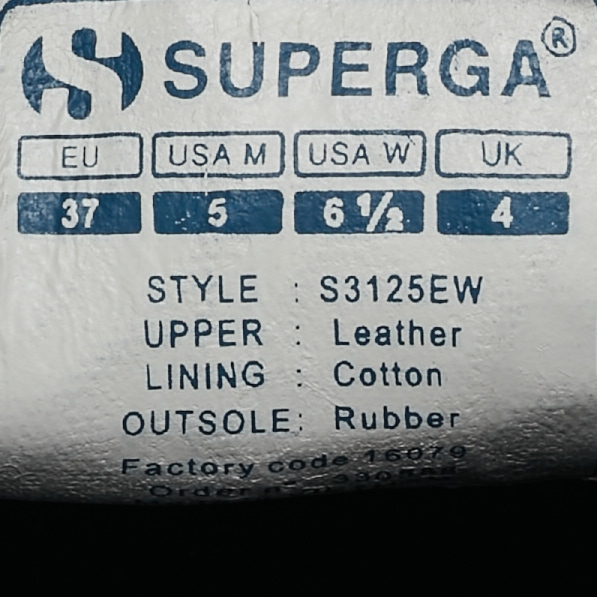 SUPERGA®
EU USA M USA W UK
37 5 6 ½ 4
STYLE : S3125EW
UPPER : Leather
LINING : Cotton
OUTSOLE: Rubber
Factory code 16079
Order